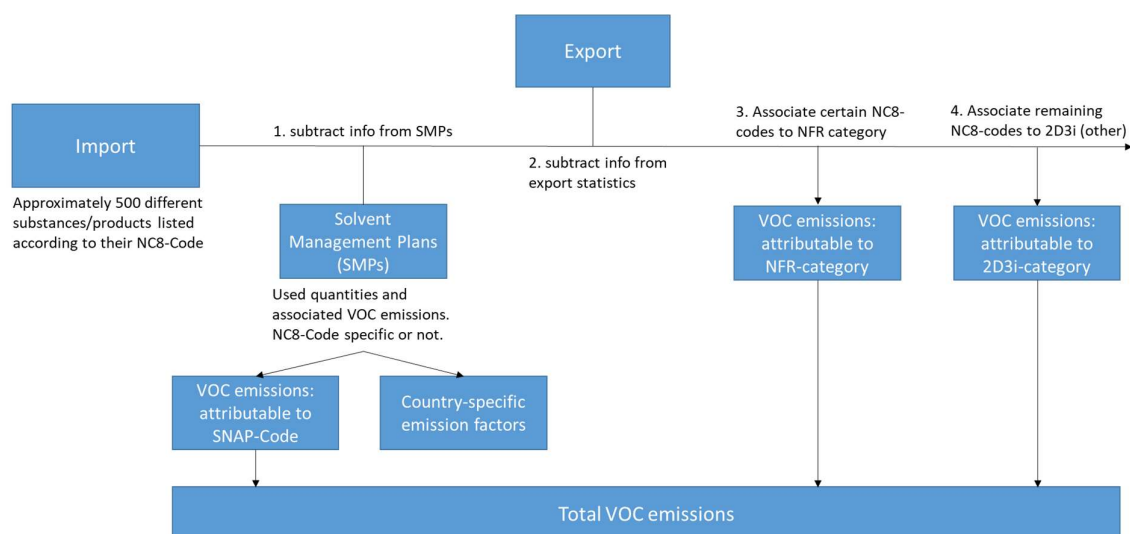 Export
Import
1. subtract info from SMPs
2. subtract info from
export statistics
3. Associate certain NC8-
codes to NFR category
4. Associate remaining
NC8-codes to 2D3i (other)
Approximately 500 different
substances/products listed
according to their NC8-Code
Solvent
Management Plans
(SMPs)
Used quantities and
associated VOC emissions.
NC8-Code specific or not.
VOC emissions:
attributable to
NFR-category
VOC emissions:
attributable to
2D3i-category
VOC emissions:
attributable to
SNAP-Code
Country-specific
emission factors
Total VOC emissions